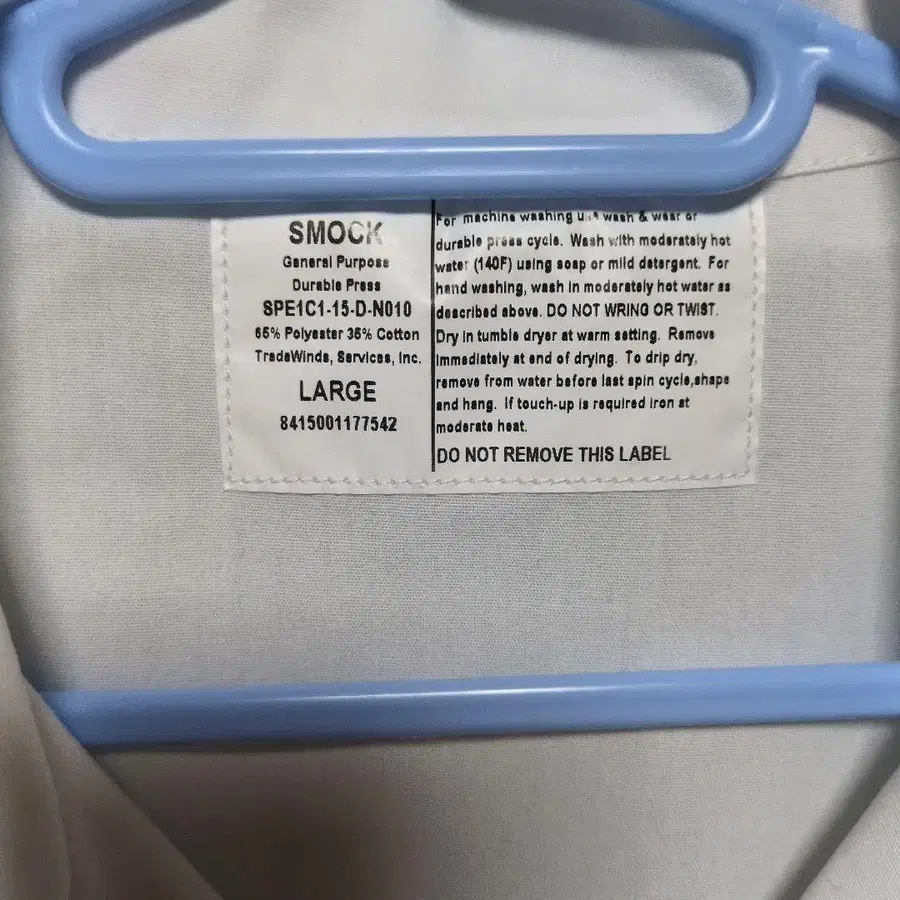 SMOCK
General Purpose
Durable Press
SPE1C1-15-D-N010
65% Polyester 35% Cotton
TradeWinds, Services, Inc.
LARGE
8415001177542
For machine washing use wash & wear or
durable press cycle. Wash with moderately hot
water (140F) using soap or mild detergent. For
hand washing, wash in moderately hot water as
described above. DO NOT WRING OR TWIST.
Dry in tumble dryer at warm setting. Remove
immediately at end of drying. To drip dry,
remove from water before last spin cycle,shape
and hang. If touch-up is required iron at
moderate heat.
DO NOT REMOVE THIS LABEL